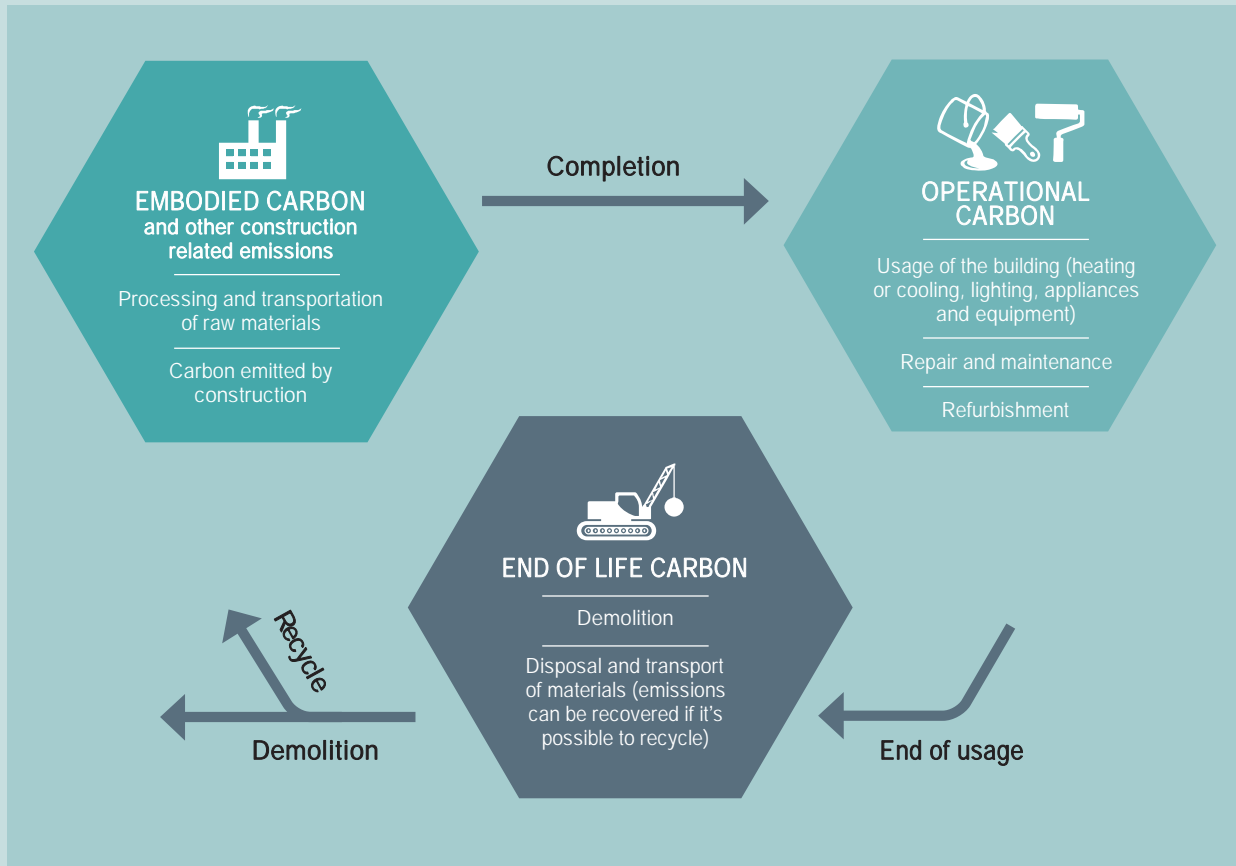 EMBODIED CARBON
and other construction
related emissions
Processing and transportation
of raw materials
Carbon emitted by
construction
Completion
OPERATIONAL
CARBON
Usage of the building (heating
or cooling, lighting, appliances
and equipment)
Repair and maintenance
Refurbishment
END OF LIFE CARBON
Demolition
Disposal and transport
of materials (emissions
can be recovered if it's
possible to recycle)
End of usage
Recycle
Demolition